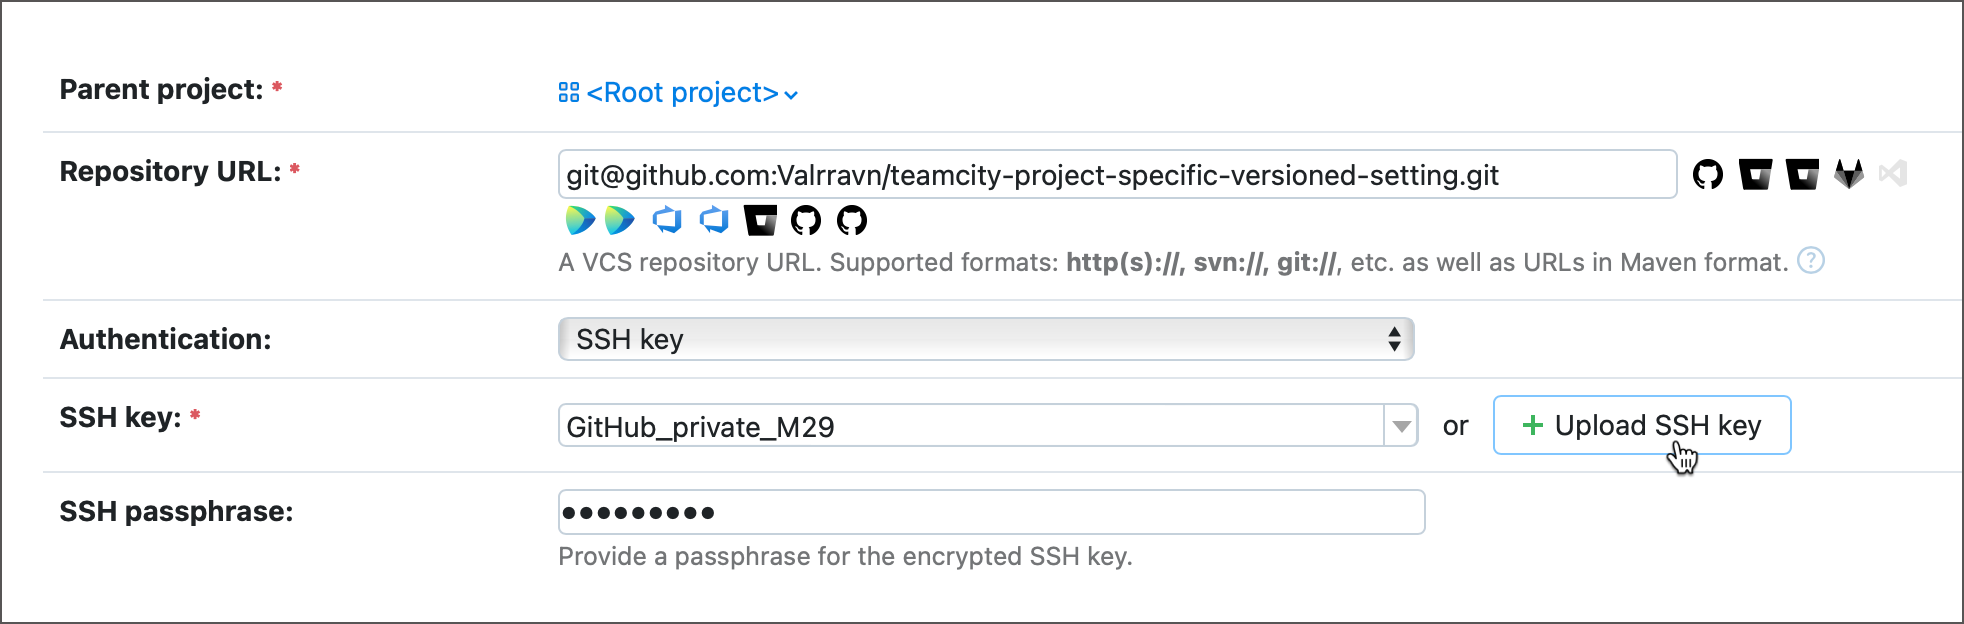 Parent project: *
<Root project>
Repository URL: *
git@github.com:Valrravn/teamcity-project-specific-versioned-setting.git
A VCS repository URL. Supported formats: http(s)://, svn://, git://, etc. as well as URLs in Maven format. ?
Authentication:
SSH key
SSH key: *
GitHub_private_M29
or
+ Upload SSH key
SSH passphrase:
•••••••••
Provide a passphrase for the encrypted SSH key.